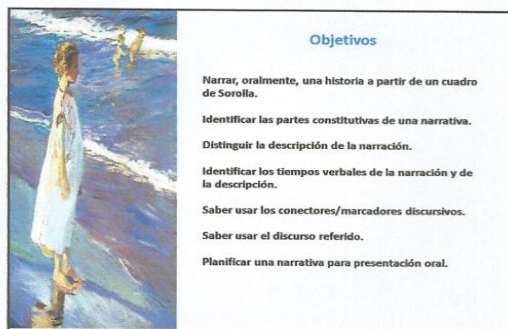 Objetivos
Narrar, oralmente, una historia a partir de un cuadro
de Sorolla.
Identificar las partes constitutivas de una narrativa.
Distinguir la descripción de la narración.
Identificar los tiempos verbales de la narración y de
la descripción.
Saber usar los conectores/marcadores discursivos.
Saber usar el discurso referido.
Planificar una narrativa para presentación oral.